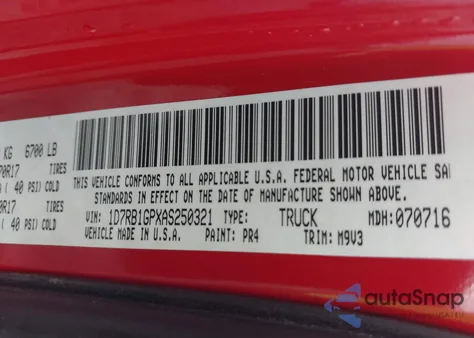 KG 6700 LB
70R17 TIRES
( 40 PSI) COLD
0R17 TIRES
( 40 PSI) COLD
THIS VEHICLE CONFORMS TO ALL APPLICABLE U.S.A. FEDERAL MOTOR VEHICLE SA
STANDARDS IN EFFECT ON THE DATE OF MANUFACTURE SHOWN ABOVE.
VIN: 1D7RB1GPXAS250321 TYPE: TRUCK MDH: 070716
VEHICLE MADE IN U.S.A. PAINT: PR4 TRIM: M9V3
autoSnap